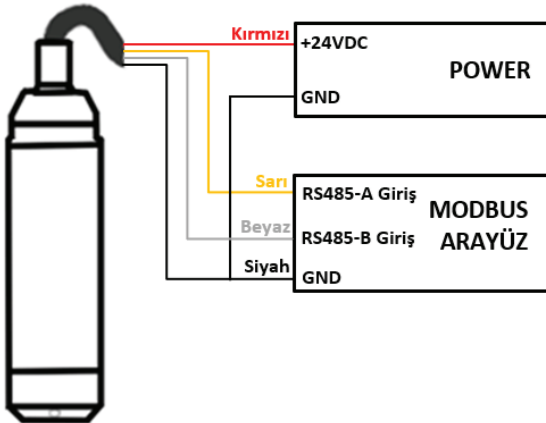 Kırmızı
+24VDC
POWER
GND
Sarı
RS485-A Giriş
MODBUS
ARAYÜZ
Beyaz
RS485-B Giriş
Siyah
GND